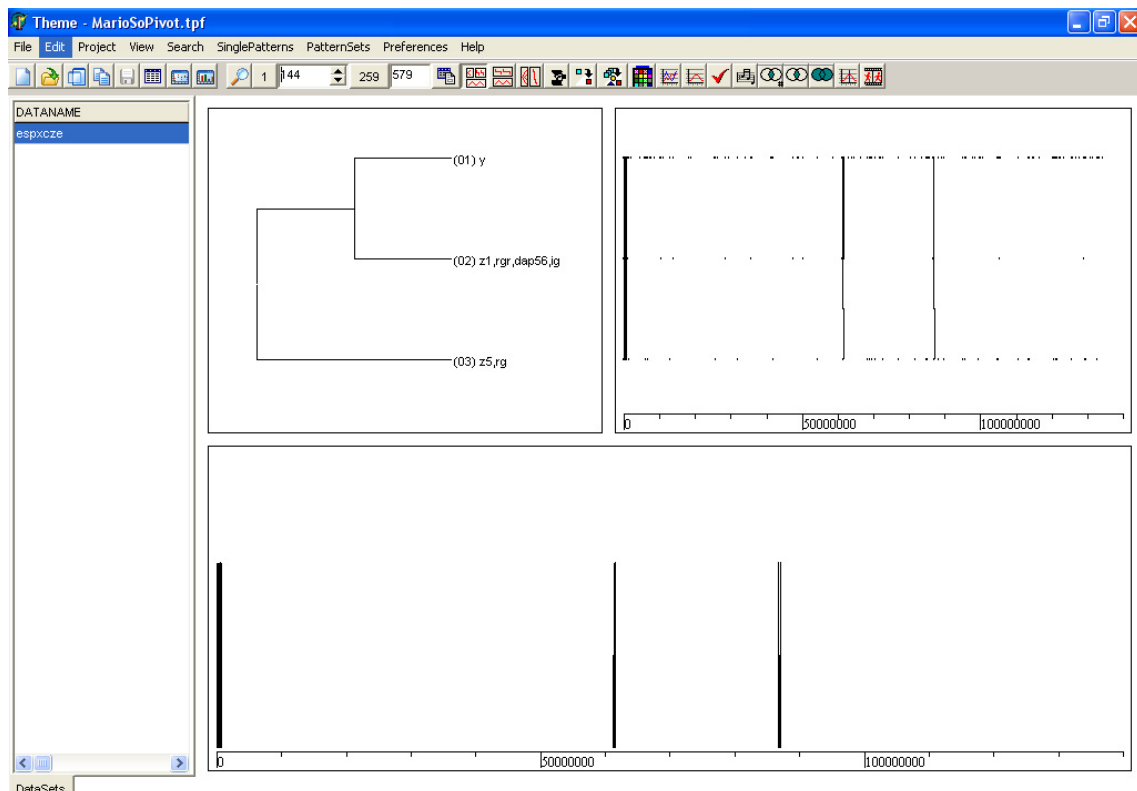 Theme - MarioSoPivot.tpf
File Edit Project View Search SinglePatterns PatternSets Preferences Help
1 144 259 579
DATANAME
espxcze
(01) y
(02) z1,rgr,dap56,ig
(03) z5,rg
0 50000000 100000000
0 50000000 100000000
DataSets